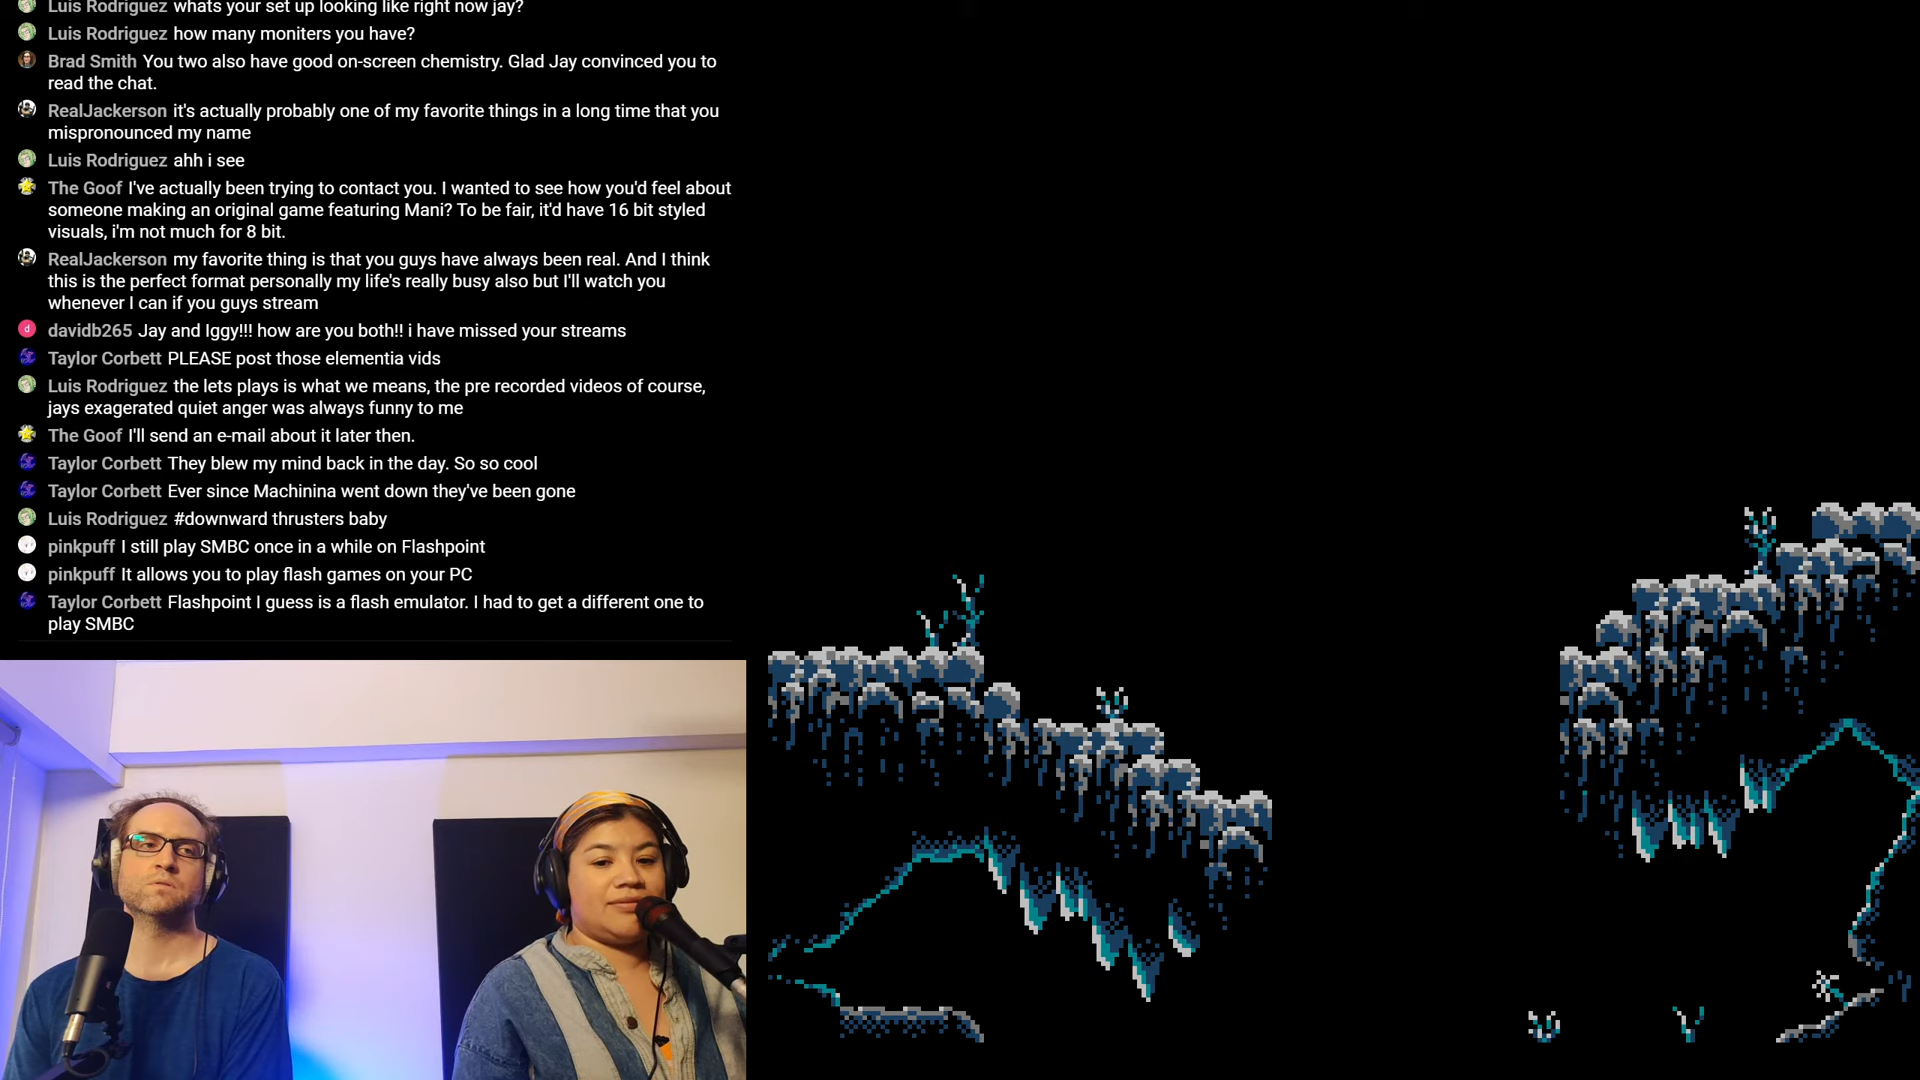 Luis Rodriguez whats your set up looking like right now jay?
Luis Rodriguez how many moniters you have?
Brad Smith You two also have good on-screen chemistry. Glad Jay convinced you to
read the chat.
RealJackerson it's actually probably one of my favorite things in a long time that you
mispronounced my name
Luis Rodriguez ahh i see
The Goof I've actually been trying to contact you. I wanted to see how you'd feel about
someone making an original game featuring Mani? To be fair, it'd have 16 bit styled
visuals, i'm not much for 8 bit.
RealJackerson my favorite thing is that you guys have always been real. And I think
this is the perfect format personally my life's really busy also but I'll watch you
whenever I can if you guys stream
d davidb265 Jay and Iggy!!! how are you both!! i have missed your streams
Taylor Corbett PLEASE post those elementia vids
Luis Rodriguez the lets plays is what we means, the pre recorded videos of course,
jays exagerated quiet anger was always funny to me
The Goof I'll send an e-mail about it later then.
Taylor Corbett They blew my mind back in the day. So so cool
Taylor Corbett Ever since Machinina went down they've been gone
Luis Rodriguez #downward thrusters baby
pinkpuff I still play SMBC once in a while on Flashpoint
pinkpuff It allows you to play flash games on your PC
Taylor Corbett Flashpoint I guess is a flash emulator. I had to get a different one to
play SMBC